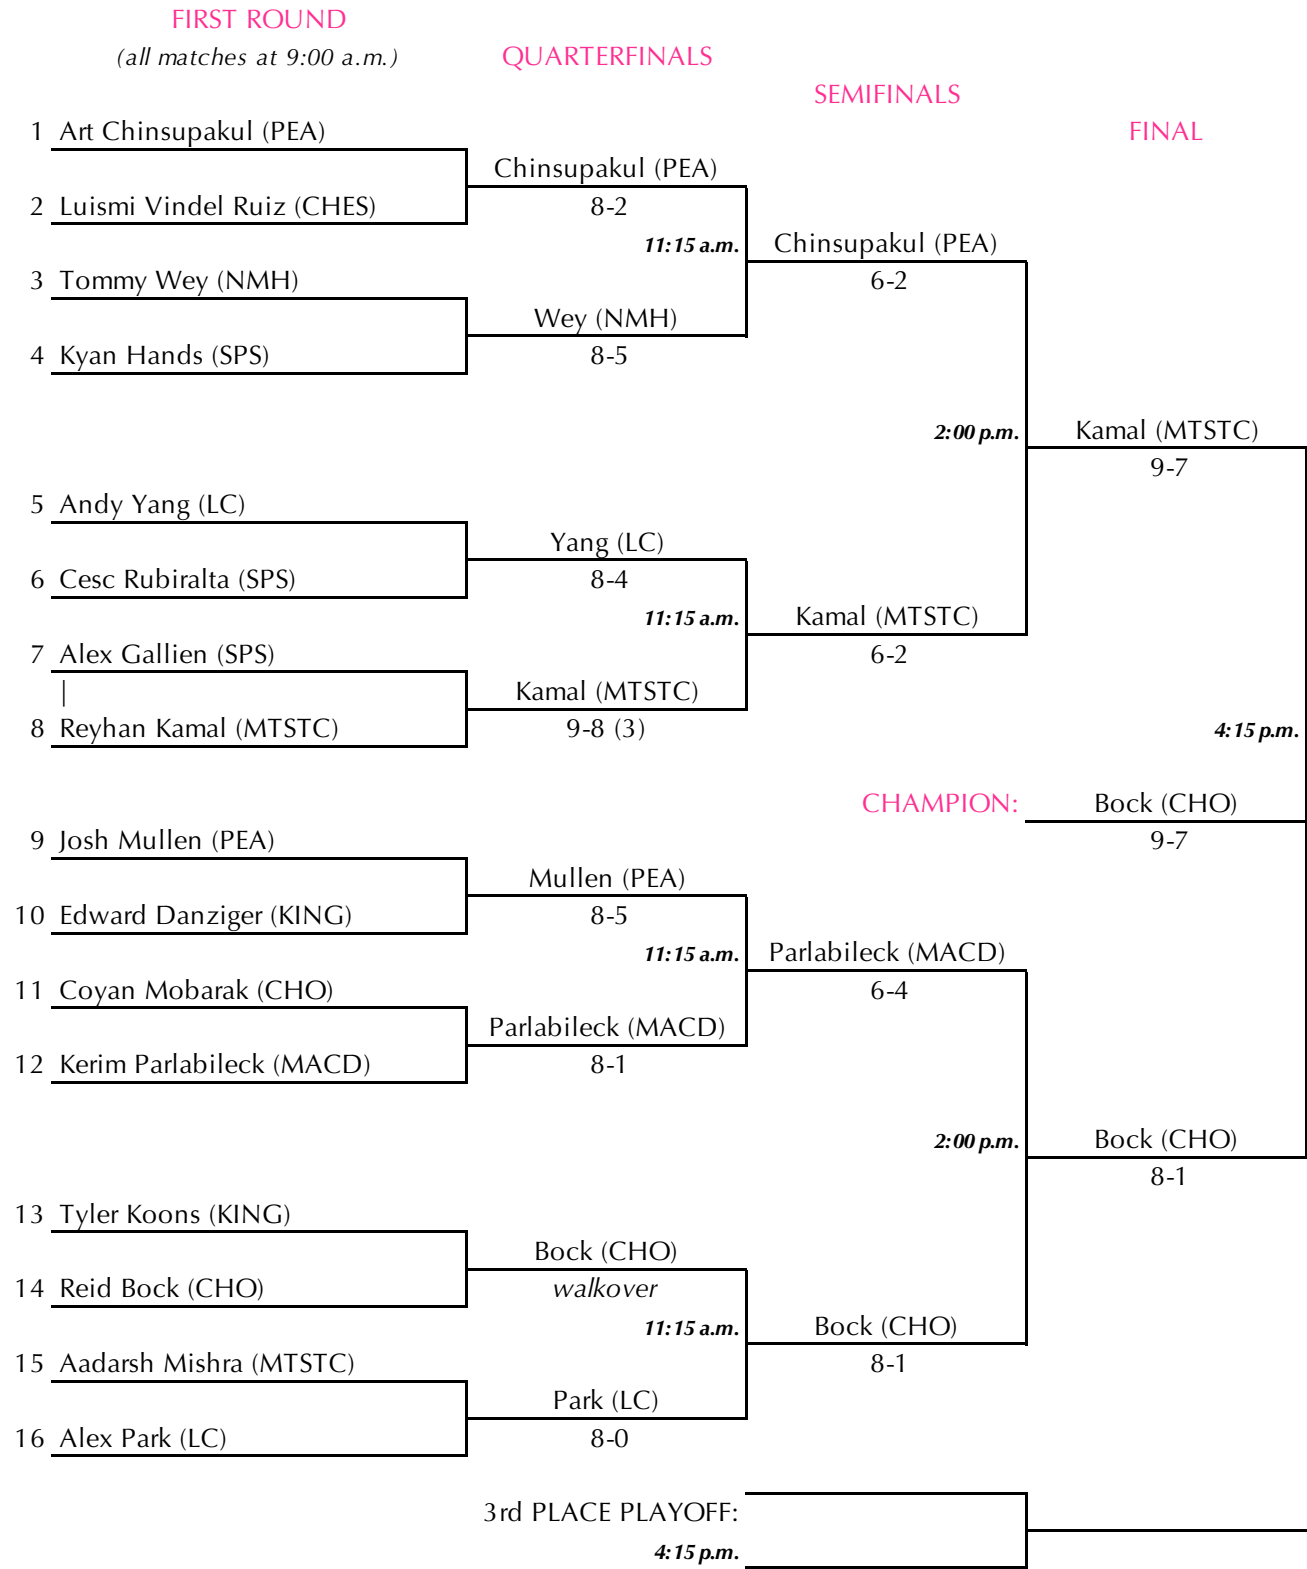 FIRST ROUND
(all matches at 9:00 a.m.)
QUARTERFINALS
SEMIFINALS
1 Art Chinsupakul (PEA)
FINAL
Chinsupakul (PEA)
2 Luismi Vindel Ruiz (CHES)
8-2
11:15 a.m.
Chinsupakul (PEA)
3 Tommy Wey (NMH)
6-2
Wey (NMH)
4 Kyan Hands (SPS)
8-5
2:00 p.m.
Kamal (MTSTC)
9-7
5 Andy Yang (LC)
Yang (LC)
6 Cesc Rubiralta (SPS)
8-4
11:15 a.m.
Kamal (MTSTC)
7 Alex Gallien (SPS)
6-2
|
Kamal (MTSTC)
8 Reyhan Kamal (MTSTC)
9-8 (3)
4:15 p.m.
CHAMPION:
Bock (CHO)
9 Josh Mullen (PEA)
9-7
Mullen (PEA)
10 Edward Danziger (KING)
8-5
11:15 a.m.
Parlabileck (MACD)
11 Coyan Mobarak (CHO)
6-4
Parlabileck (MACD)
12 Kerim Parlabileck (MACD)
8-1
2:00 p.m.
Bock (CHO)
8-1
13 Tyler Koons (KING)
Bock (CHO)
14 Reid Bock (CHO)
walkover
11:15 a.m.
Bock (CHO)
15 Aadarsh Mishra (MTSTC)
8-1
Park (LC)
16 Alex Park (LC)
8-0
3rd PLACE PLAYOFF:
4:15 p.m.